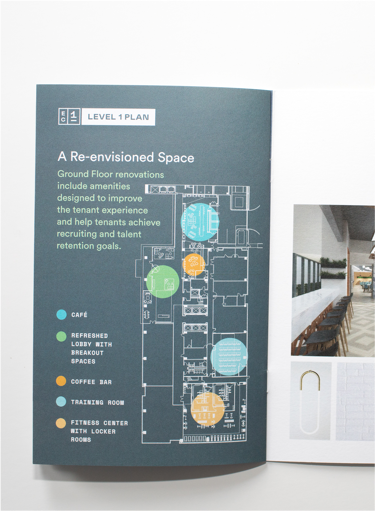 EC 1
LEVEL 1 PLAN
A Re-envisioned Space
Ground Floor renovations
include amenities
designed to improve
the tenant experience
and help tenants achieve
recruiting and talent
retention goals.
CAFÉ
REFRESHED
LOBBY WITH
BREAKOUT
SPACES
COFFEE BAR
TRAINING ROOM
FITNESS CENTER
WITH LOCKER
ROOMS